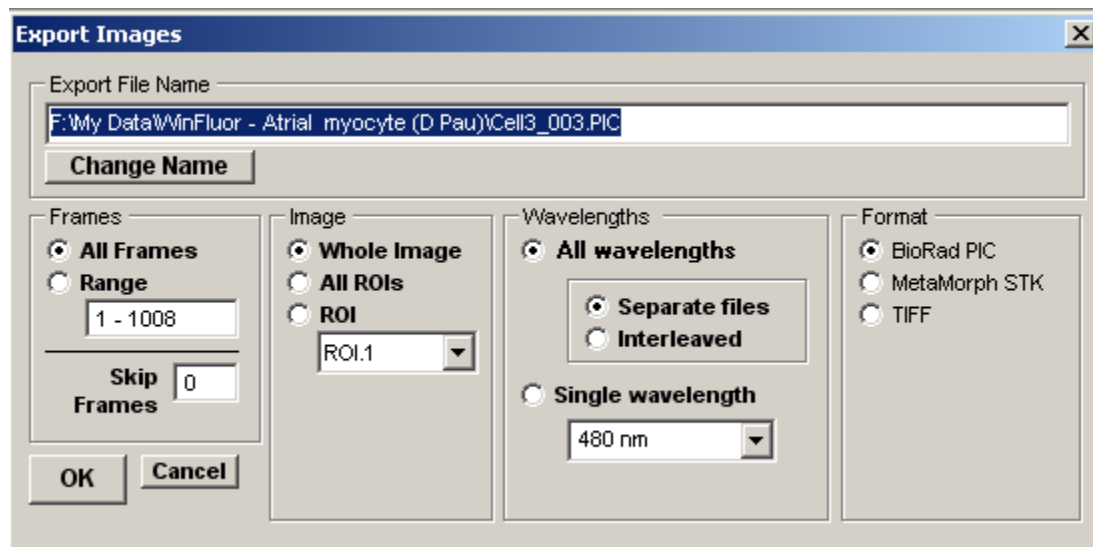 Export Images
Export File Name
F:\My Data\WinFluor - Atrial  myocyte (D Pau)\Cell3_003.PIC
Change Name
Frames
All Frames
Range
1 - 1008
Skip
Frames
0
OK
Cancel
Image
Whole Image
All ROIs
ROI
ROI.1
Wavelengths
All wavelengths
Separate files
Interleaved
Single wavelength
480 nm
Format
BioRad PIC
MetaMorph STK
TIFF